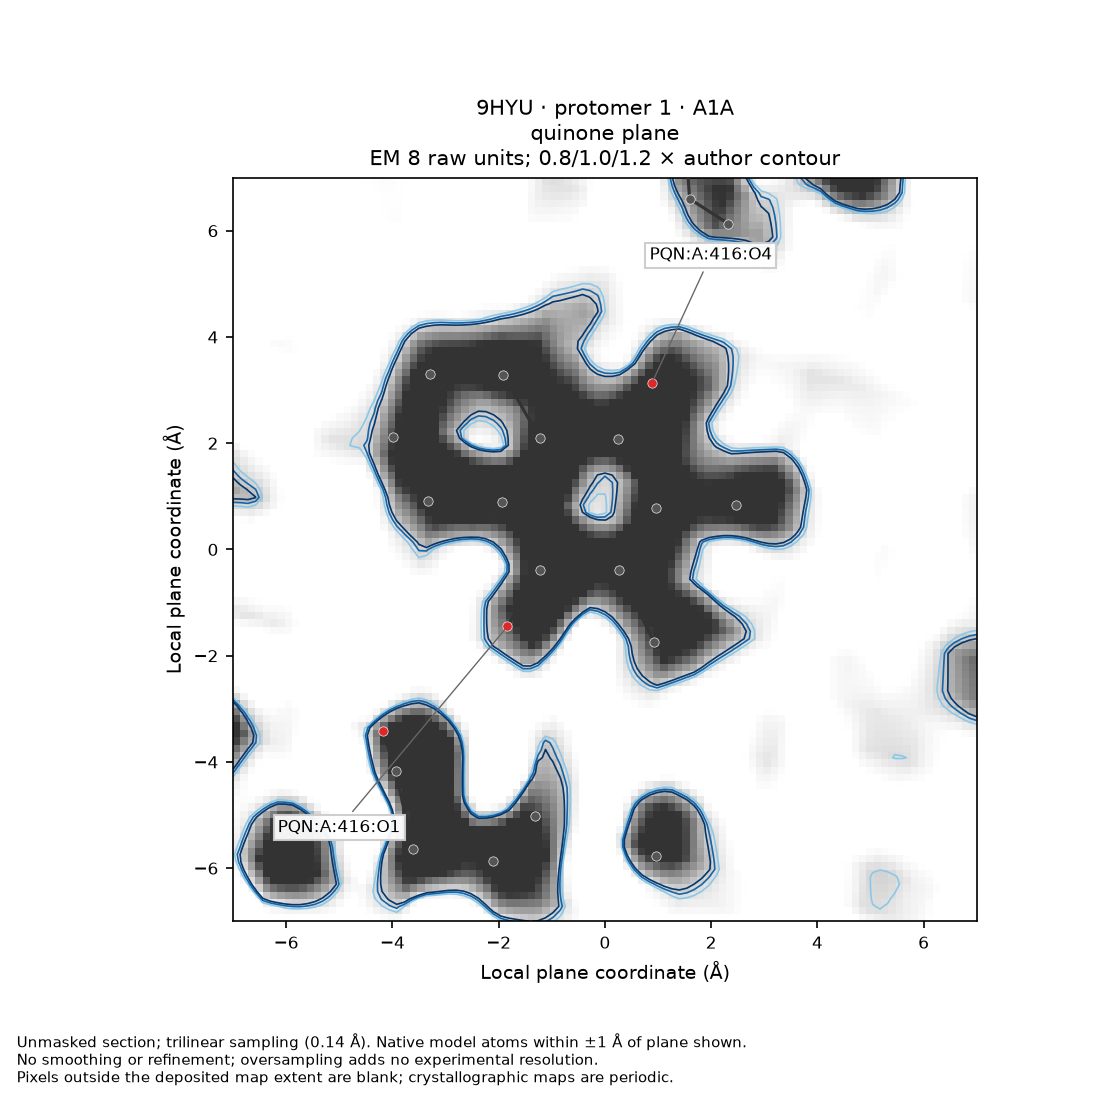 9HYU · protomer 1 · A1A
quinone plane
EM 8 raw units; 0.8/1.0/1.2 × author contour
PQN:A:416:O4
PQN:A:416:O1
6
4
2
0
−2
−4
−6
Local plane coordinate (Å)
−6 −4 −2 0 2 4 6
Local plane coordinate (Å)
Unmasked section; trilinear sampling (0.14 Å). Native model atoms within ±1 Å of plane shown.
No smoothing or refinement; oversampling adds no experimental resolution.
Pixels outside the deposited map extent are blank; crystallographic maps are periodic.